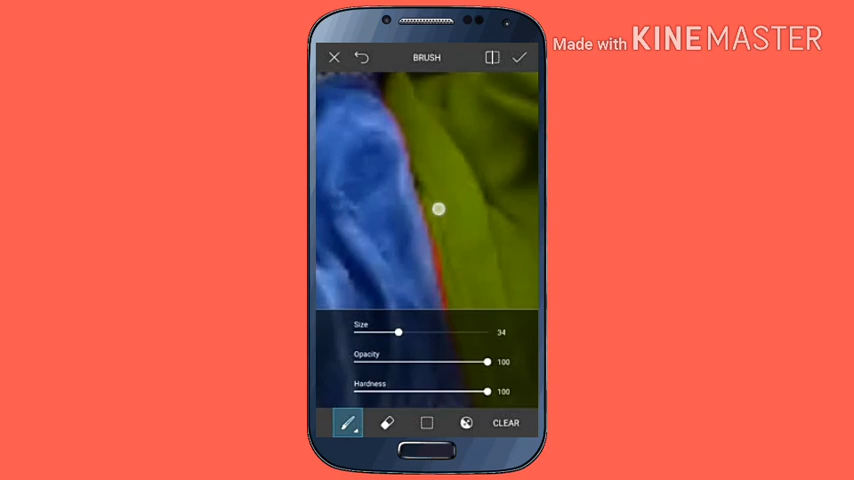 Made with KINEMASTER
BRUSH
Size
34
Opacity
100
Hardness
100
CLEAR